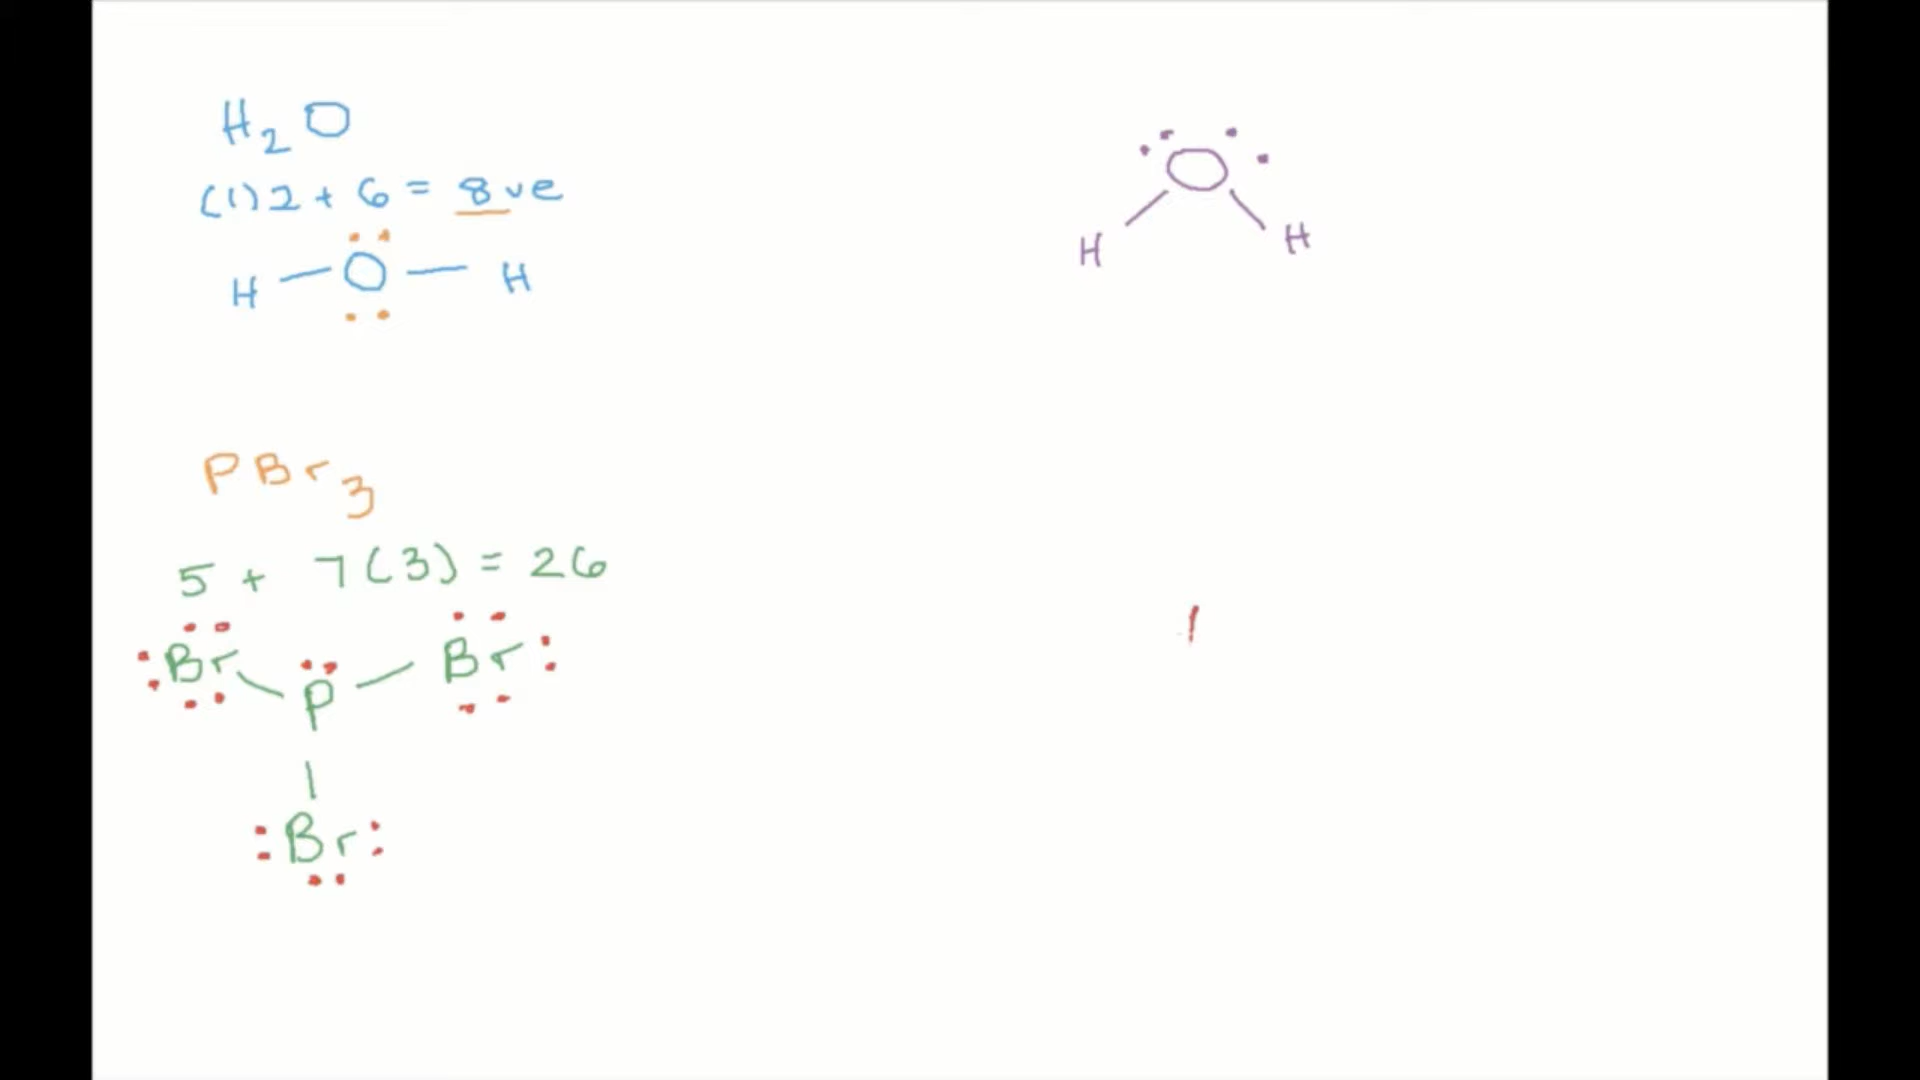 H2O
(1)2 + 6 = 8 ve
H — O — H
O
H H
PBr3
5 + 7(3) = 26
Br — P — Br
Br